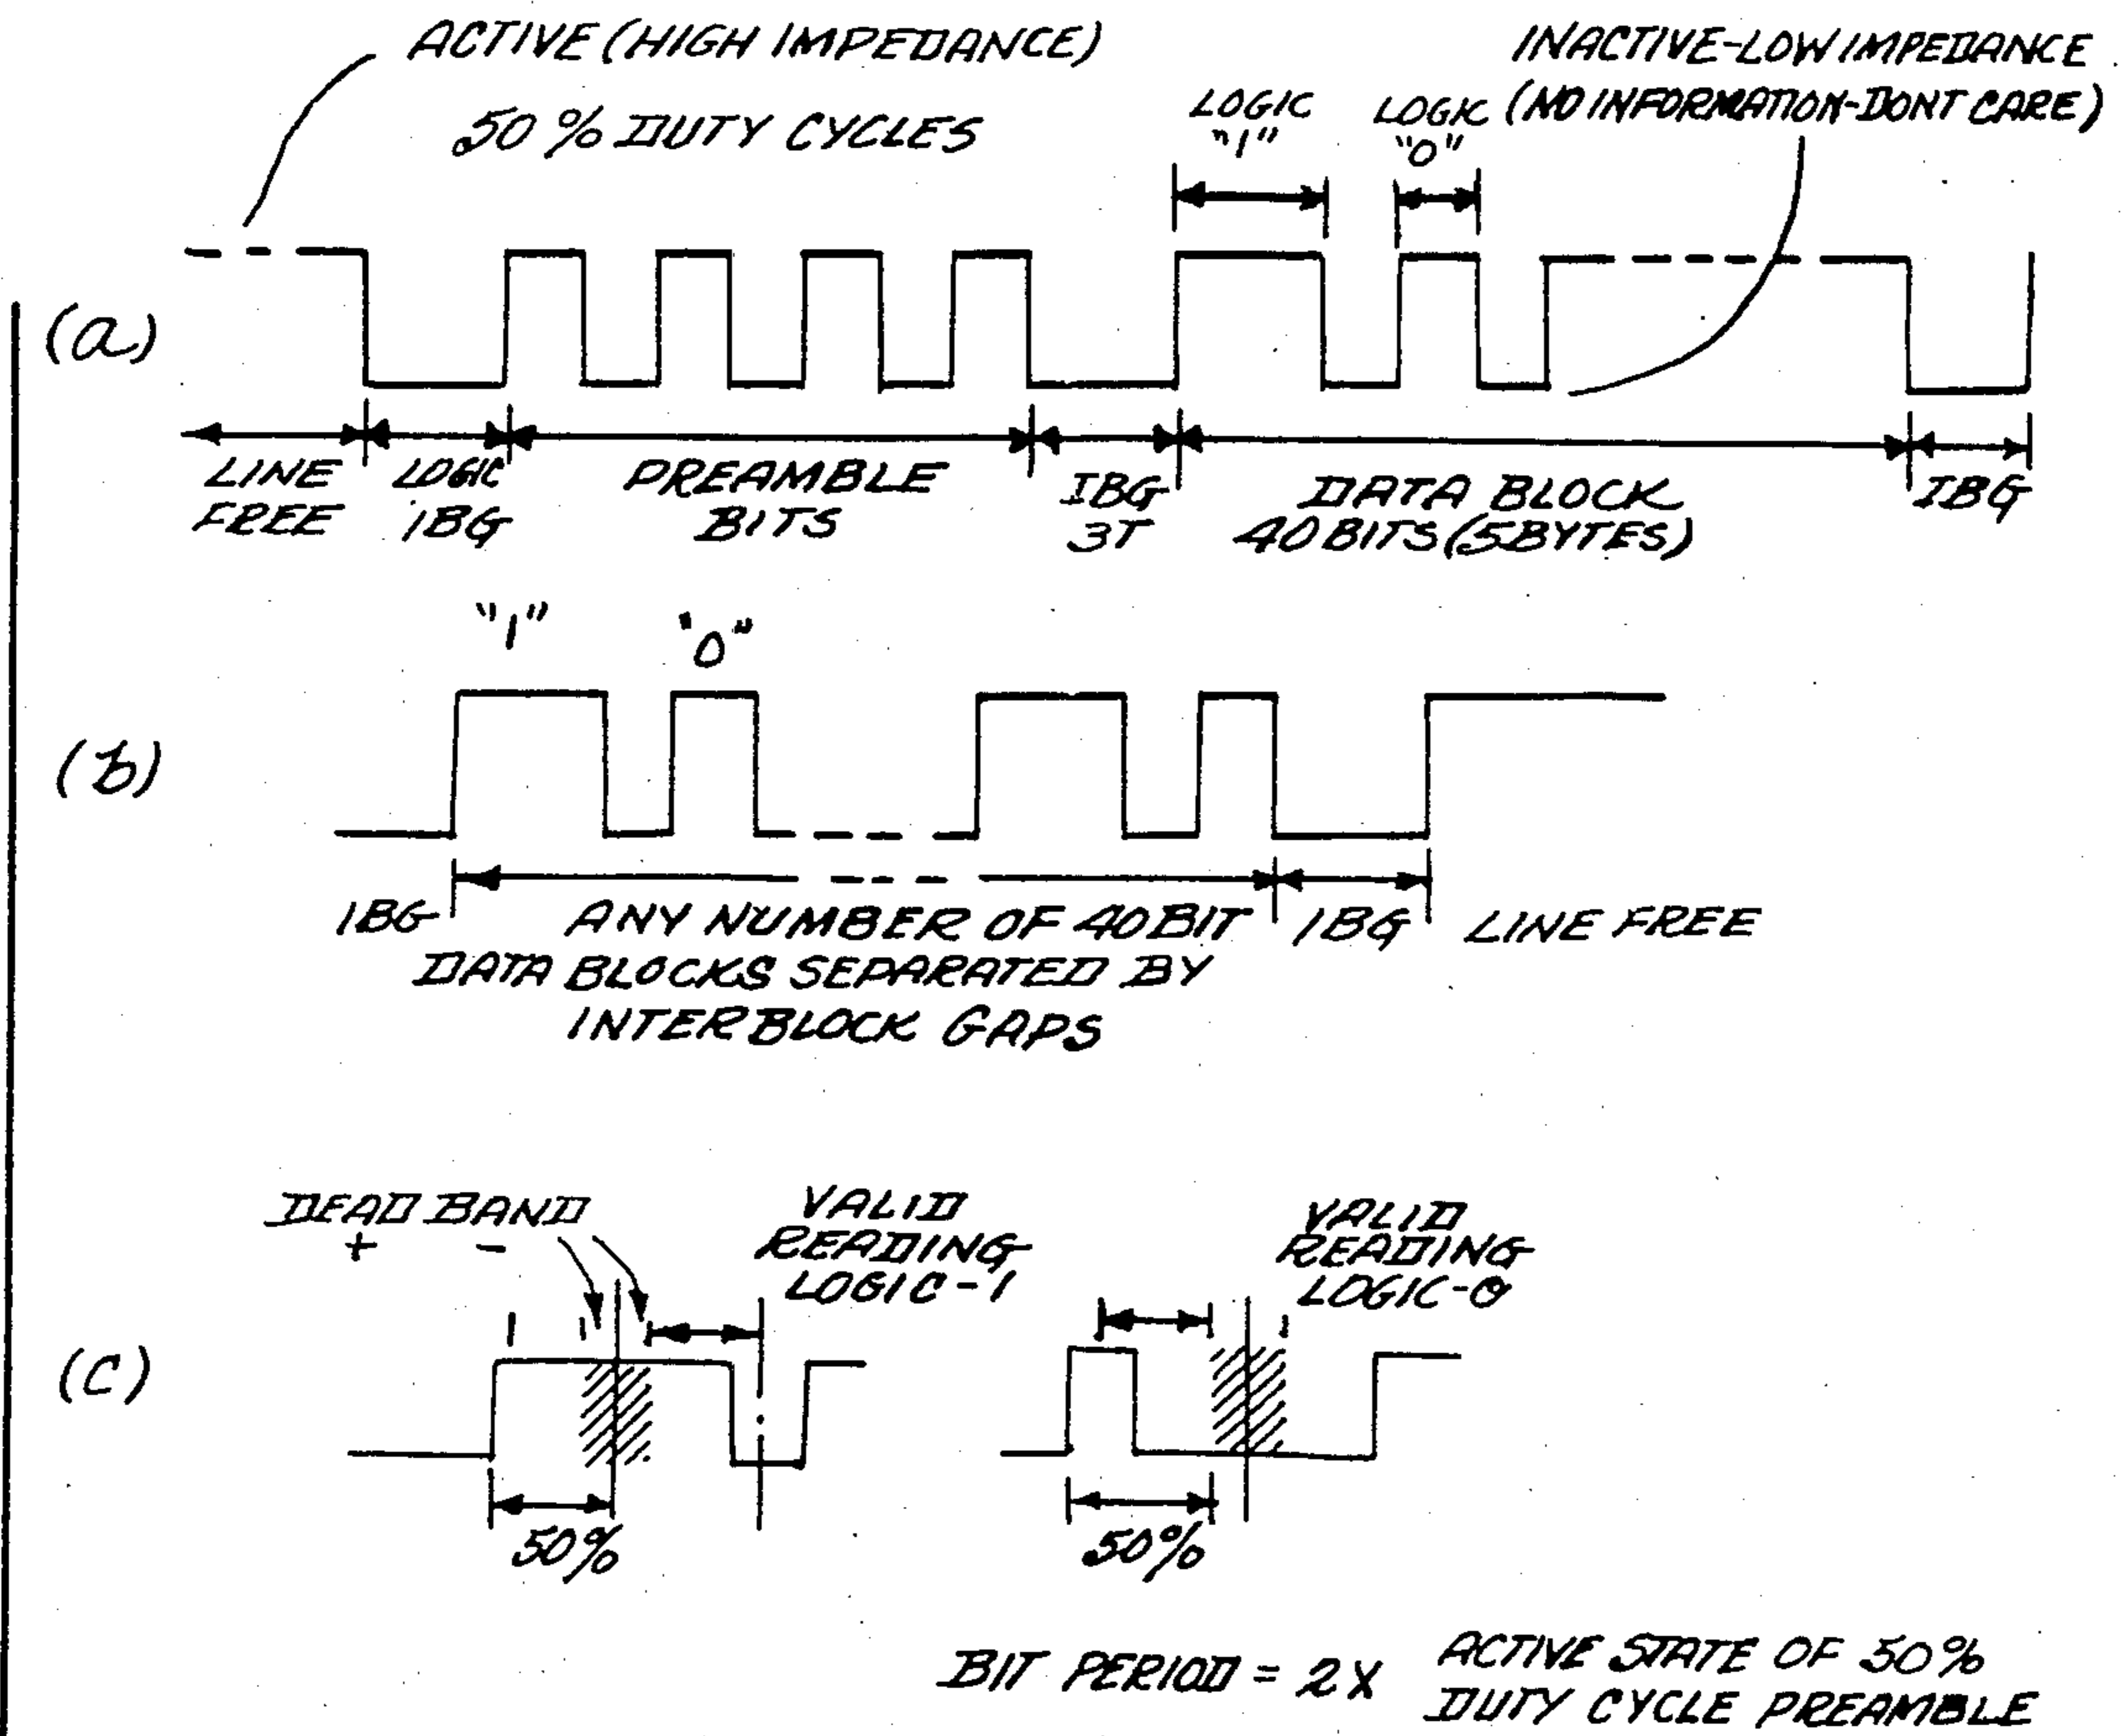 ACTIVE (HIGH IMPEDANCE)
50 % DUTY CYCLES
INACTIVE-LOW IMPEDANCE
(NO INFORMATION-DONT CARE)
LOGIC
"1"
LOGIC
"0"
(a)
LINE
FREE
LOGIC
IBG
PREAMBLE
BITS
IBG
3T
DATA BLOCK
40 BITS (5 BYTES)
IBG
"1"
"0"
(b)
IBG
ANY NUMBER OF 40 BIT
DATA BLOCKS SEPARATED BY
INTERBLOCK GAPS
IBG
LINE FREE
DEAD BAND
+ -
VALID
READING
LOGIC-1
VALID
READING
LOGIC-0
(c)
50%
50%
BIT PERIOD = 2X
ACTIVE STATE OF 50%
DUTY CYCLE PREAMBLE